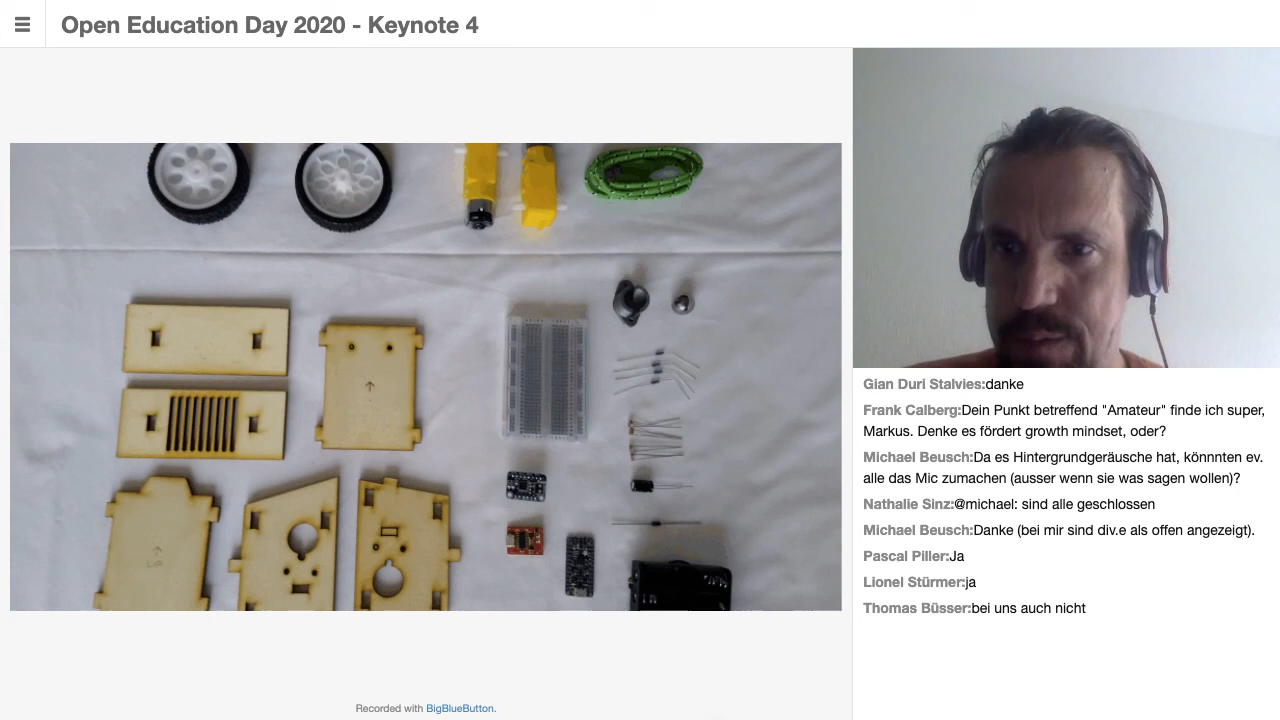 Open Education Day 2020 - Keynote 4
Gian Duri Stalvies:danke
Frank Calberg:Dein Punkt betreffend "Amateur" finde ich super,
Markus. Denke es fördert growth mindset, oder?
Michael Beusch:Da es Hintergrundgeräusche hat, könnnten ev.
alle das Mic zumachen (ausser wenn sie was sagen wollen)?
Nathalie Sinz:@michael: sind alle geschlossen
Michael Beusch:Danke (bei mir sind div.e als offen angezeigt).
Pascal Piller:Ja
Lionel Stürmer:ja
Thomas Büsser:bei uns auch nicht
Recorded with BigBlueButton.